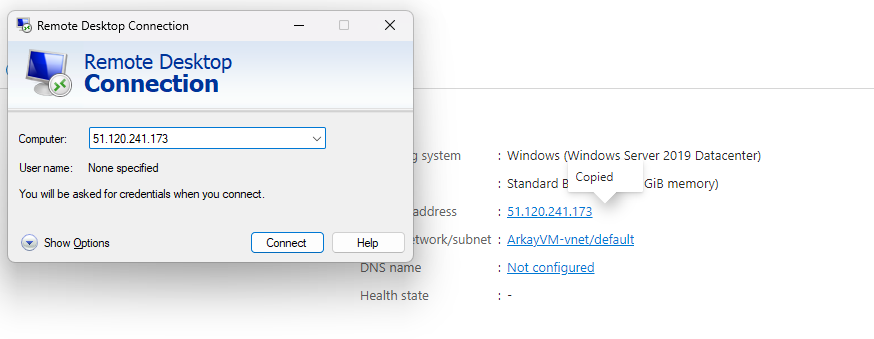 Remote Desktop Connection
Remote Desktop
Connection
Computer: 51.120.241.173
User name: None specified
You will be asked for credentials when you connect.
Show Options Connect Help
system : Windows (Windows Server 2019 Datacenter)
Copied
: Standard GiB memory)
address : 51.120.241.173
/subnet : ArkayVM-vnet/default
DNS name : Not configured
Health state : -